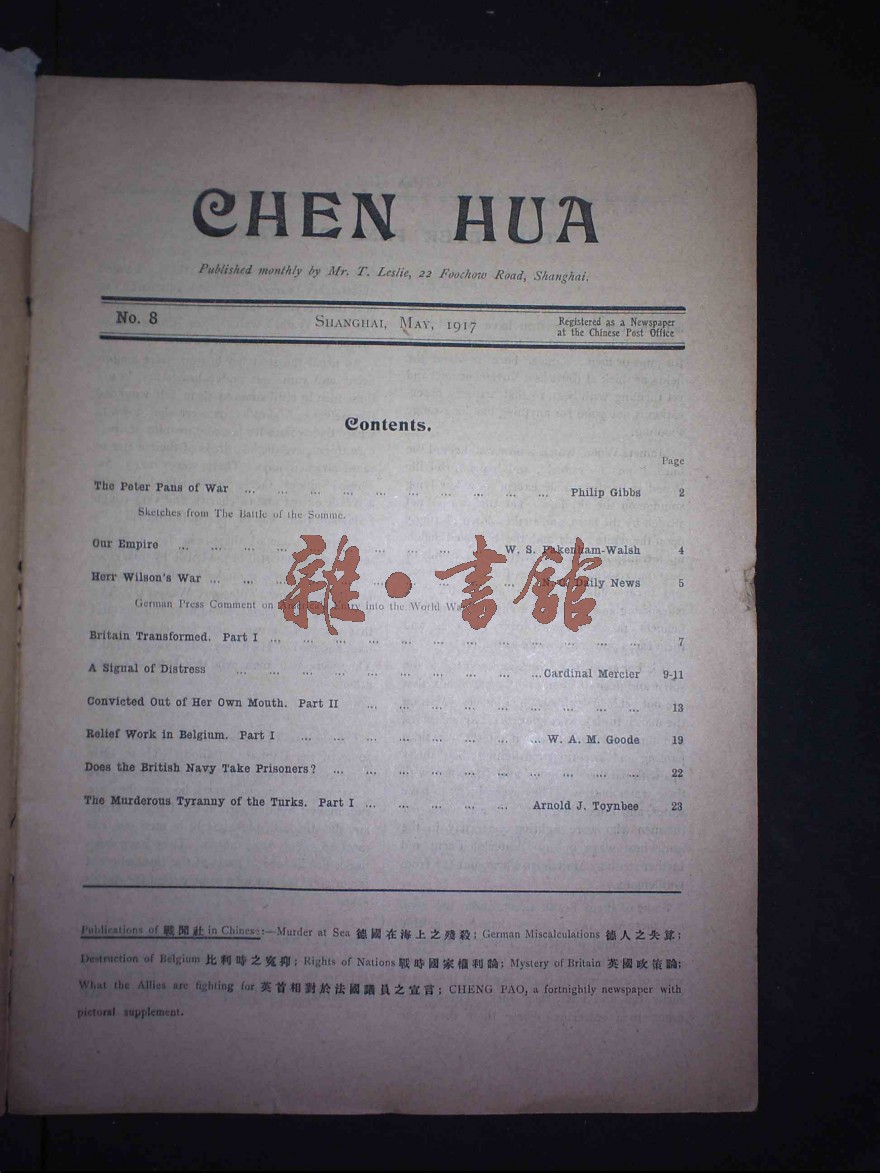 CHEN HUA
Published monthly by Mr. T. Leslie, 22 Foochow Road, Shanghai.
No. 8 SHANGHAI, MAY, 1917 Registered as a Newspaper
at the Chinese Post Office
Contents.
Page
The Peter Pans of War ... ... ... ... ... ... ... ... ... ... Philip Gibbs 2
Sketches from The Battle of the Somme.
Our Empire ... ... ... ... ... ... ... ... ... W. S. Pakenham-Walsh 4
Herr Wilson's War ... ... ... ... ... ... ... ... ... N. C. Daily News 5
German Press Comment on America's Entry into the World War
雜·書館
Britain Transformed. Part I ... ... ... ... ... ... ... ... ... ... ... ... 7
A Signal of Distress ... ... ... ... ... ... ... ... ... ... Cardinal Mercier 9-11
Convicted Out of Her Own Mouth. Part II ... ... ... ... ... ... ... ... ... 13
Relief Work in Belgium. Part I ... ... ... ... ... ... ... ... W. A. M. Goode 19
Does the British Navy Take Prisoners? ... ... ... ... ... ... ... ... ... ... 22
The Murderous Tyranny of the Turks. Part I ... ... ... ... ... Arnold J. Toynbee 23
Publications of 戰聞社 in Chinese:—Murder at Sea 德國在海上之殘殺; German Miscalculations 德人之失算;
Destruction of Belgium 比利時之寃抑; Rights of Nations 戰時國家權利論; Mystery of Britain 英國政策論;
What the Allies are fighting for 英首相對於法國議員之宣言; CHENG PAO, a fortnightly newspaper with
pictoral supplement.